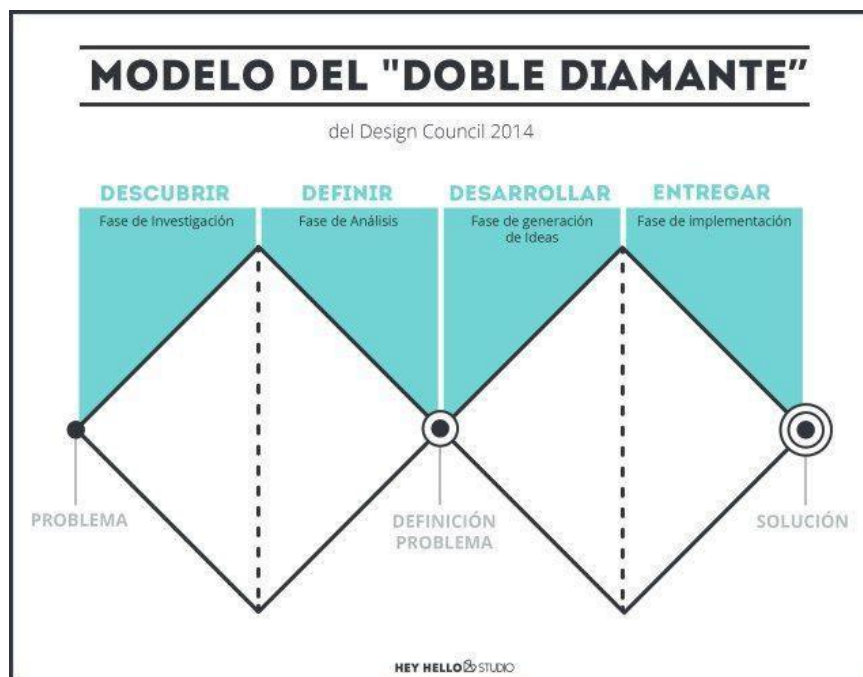 MODELO DEL "DOBLE DIAMANTE”
del Design Council 2014
DESCUBRIR
Fase de Investigación
DEFINIR
Fase de Análisis
DESARROLLAR
Fase de generación
de Ideas
ENTREGAR
Fase de implementación
PROBLEMA
DEFINICIÓN
PROBLEMA
SOLUCIÓN
HEY HELLO STUDIO